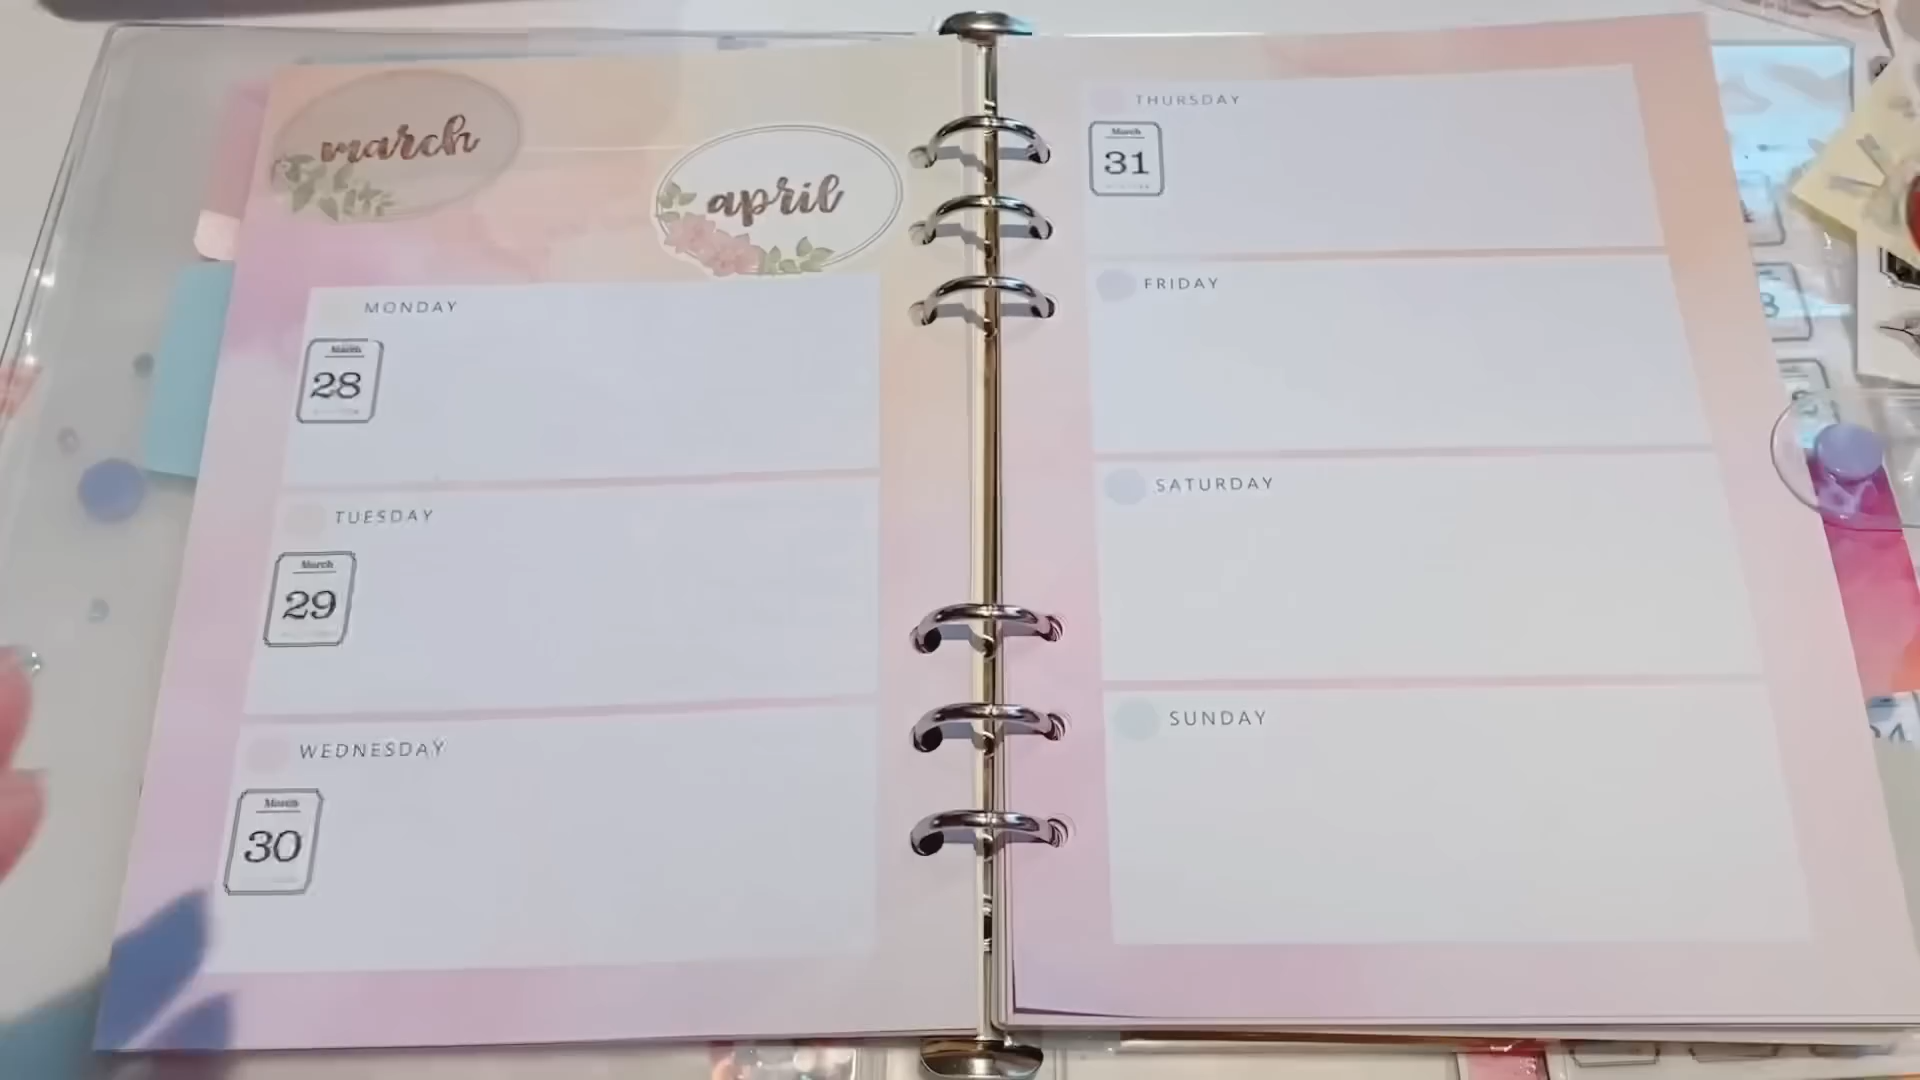 march
april
MONDAY
March
28
TUESDAY
March
29
WEDNESDAY
March
30
THURSDAY
March
31
FRIDAY
SATURDAY
SUNDAY